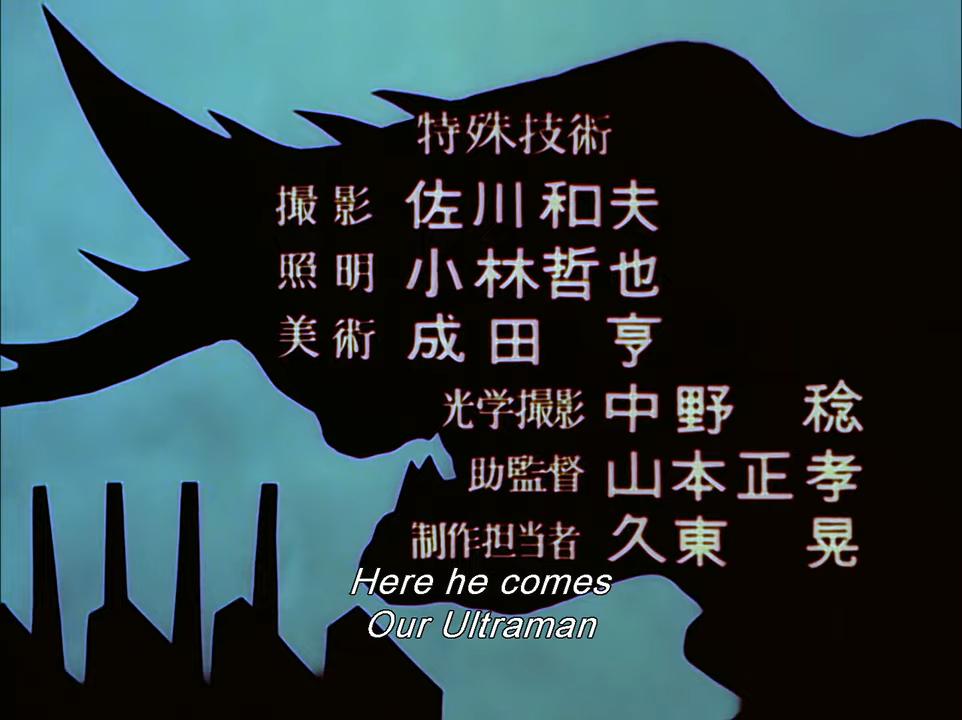 特殊技術
撮影 佐川和夫
照明 小林哲也
美術 成田 亨
光学撮影 中野 稔
助監督 山本正孝
制作担当者 久東 晃
Here he comes
Our Ultraman